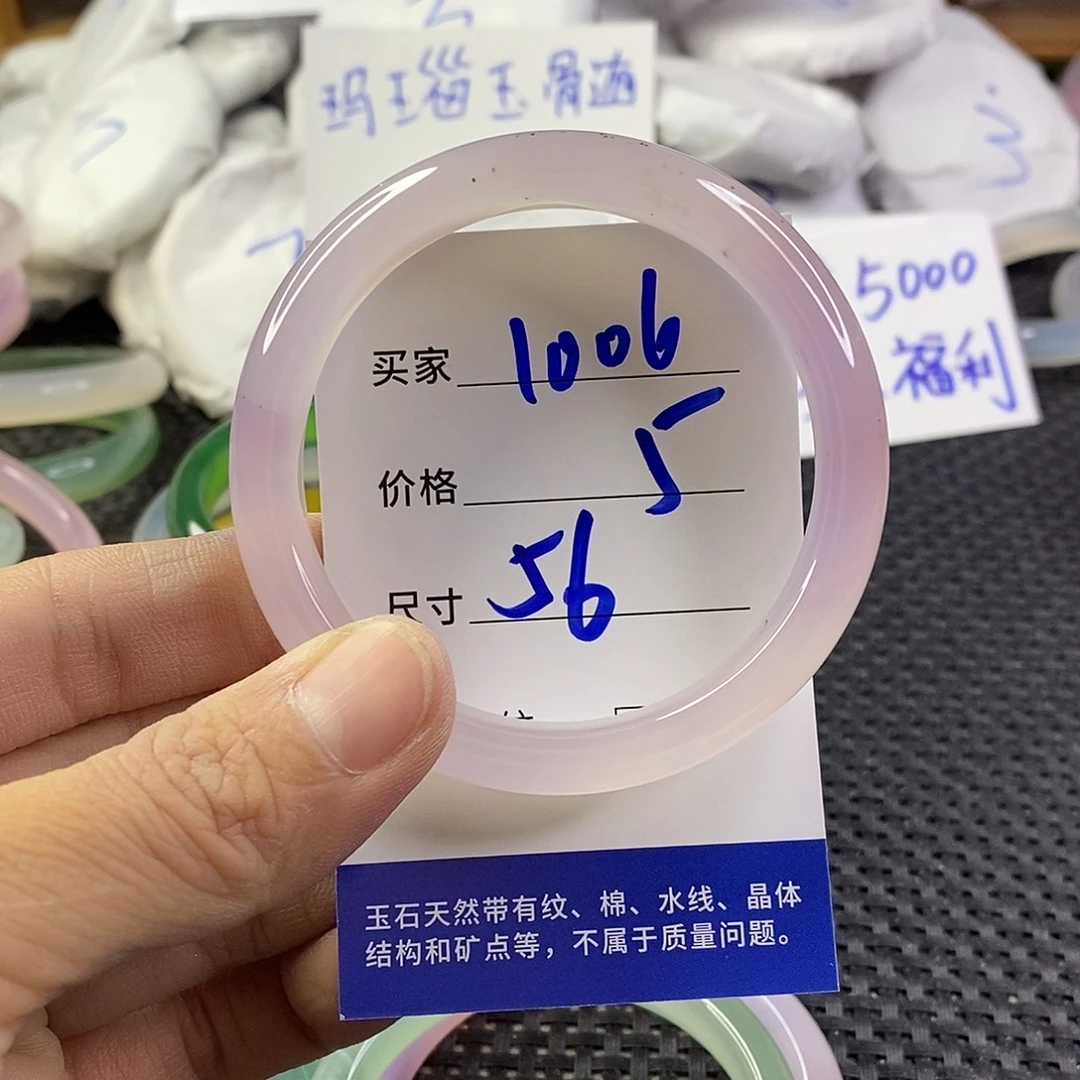 玛瑙玉骨髓
5000
福利
买家 1006
价格 5
尺寸 56
玉石天然带有纹、棉、水线、晶体
结构和矿点等，不属于质量问题。